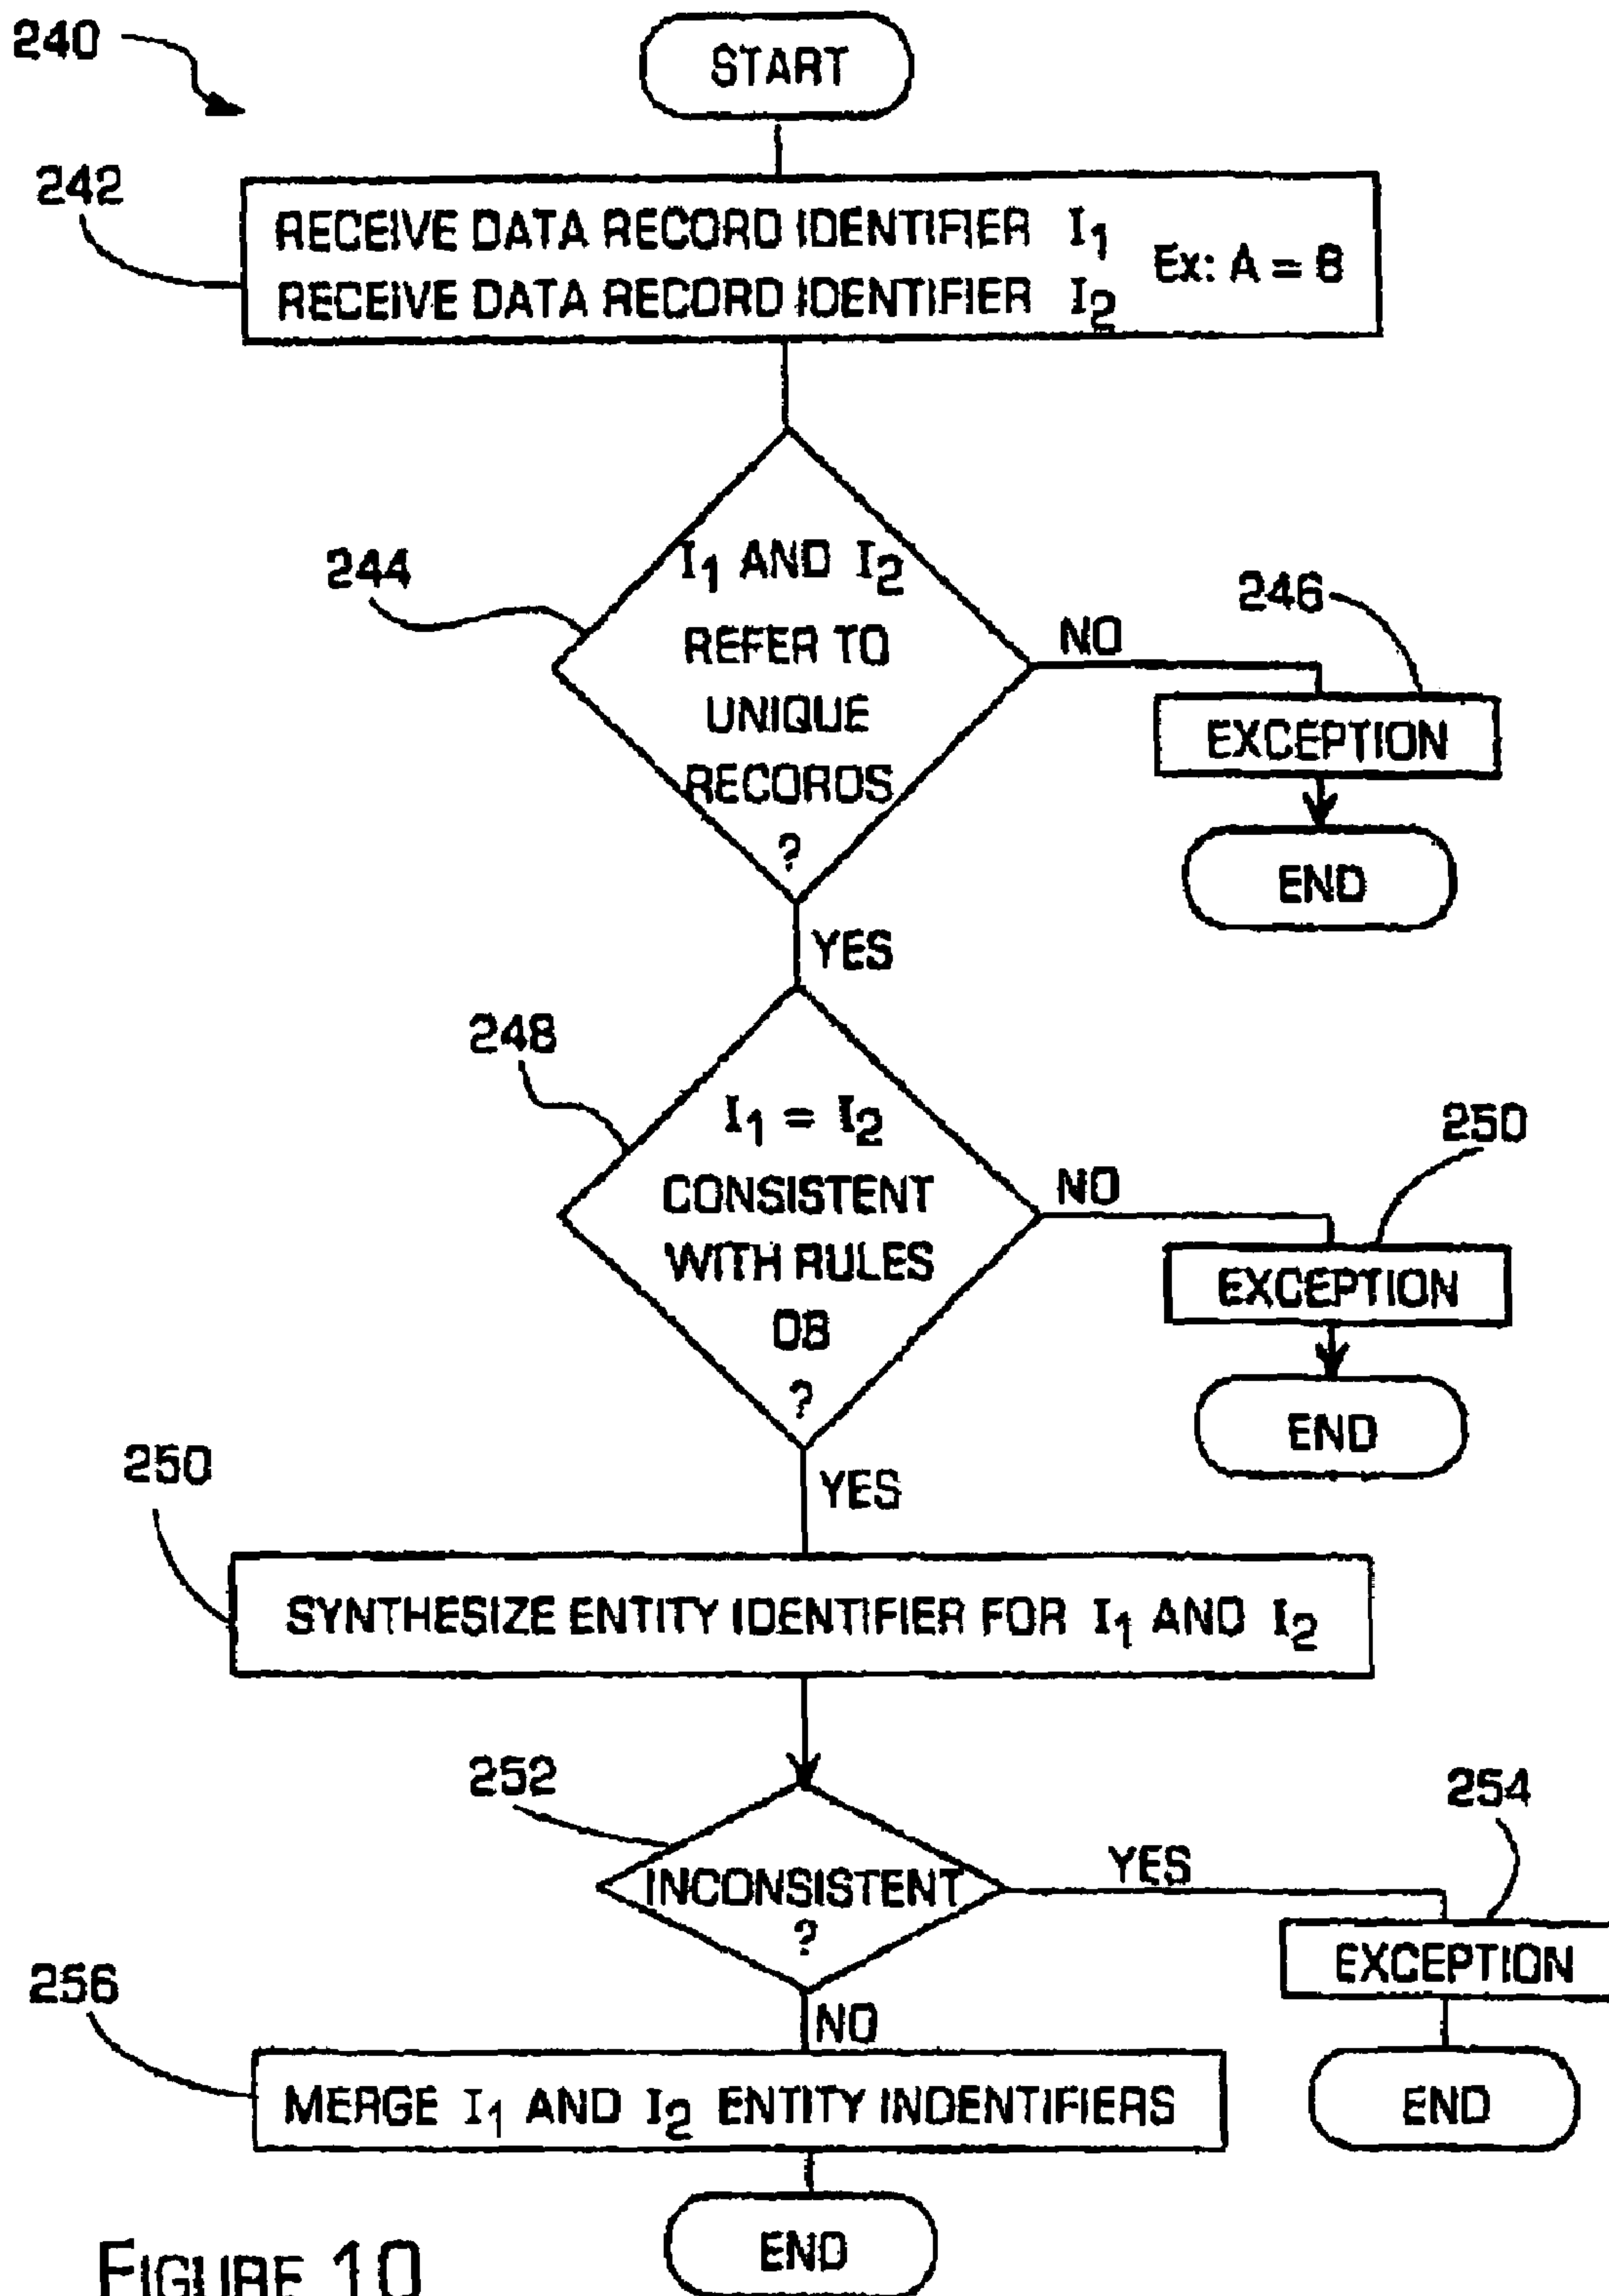 240
START
242
RECEIVE DATA RECORD IDENTIFIER I1
RECEIVE DATA RECORD IDENTIFIER I2
Ex: A = B
244
I1 AND I2
REFER TO
UNIQUE
RECORDS
?
NO
246
EXCEPTION
END
YES
248
I1 = I2
CONSISTENT
WITH RULES
DB
?
NO
250
EXCEPTION
END
YES
250
SYNTHESIZE ENTITY IDENTIFIER FOR I1 AND I2
252
INCONSISTENT
?
YES
254
EXCEPTION
END
NO
256
MERGE I1 AND I2 ENTITY INDENTIFIERS
END
FIGURE 10